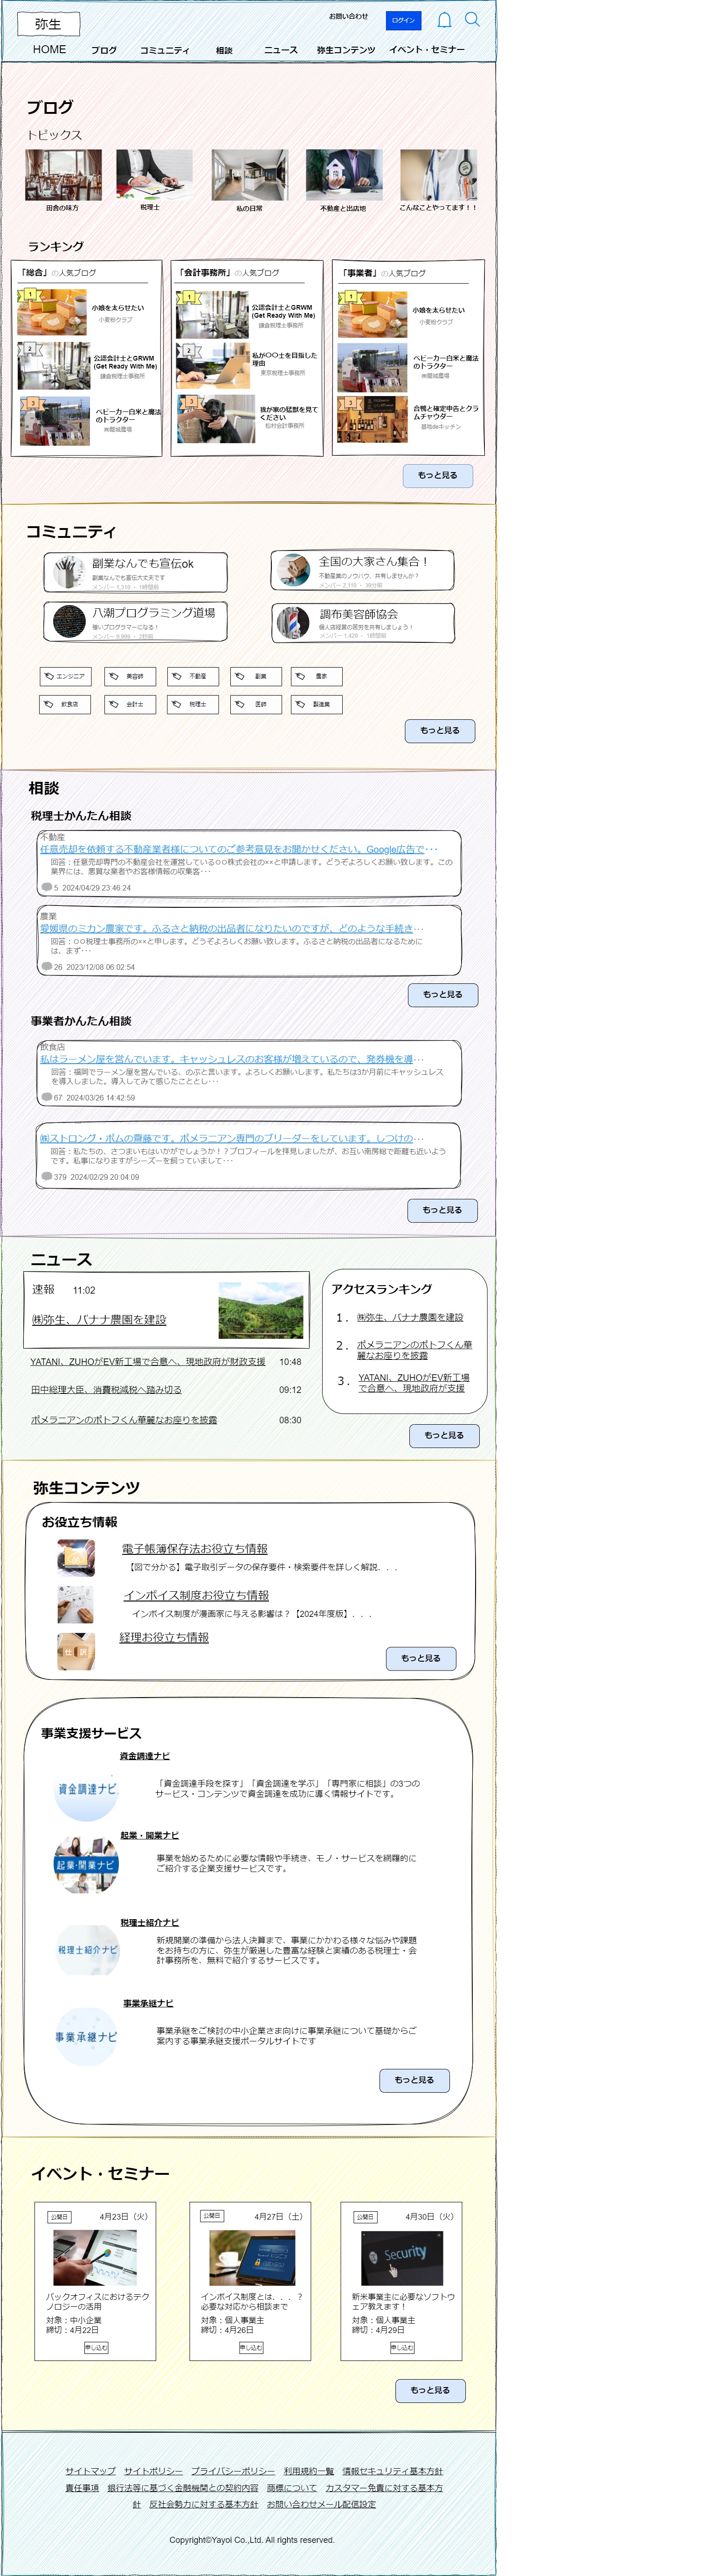 弥生
お問い合わせ
ログイン
HOME ブログ コミュニティ 相談 ニュース 弥生コンテンツ イベント・セミナー
ブログ
トピックス
田舎の味方
税理士
私の日常
不動産と出店地
こんなことやってます！！
ランキング
「総合」の人気ブログ
1
小娘を太らせたい
小麦粉クラブ
2
公認会計士とGRWM
(Get Ready With Me)
鎌倉税理士事務所
3
ベビーカー白米と魔法
のトラクター
㈱龍城農場
「会計事務所」の人気ブログ
1
公認会計士とGRWM
(Get Ready With Me)
鎌倉税理士事務所
2
私が〇〇士を目指した
理由
東京税理士事務所
3
我が家の猛獣を見て
ください
松村会計事務所
「事業者」の人気ブログ
1
小娘を太らせたい
小麦粉クラブ
2
ベビーカー白米と魔法
のトラクター
㈱龍城農場
3
合鴨と確定申告とクラ
ムチャウダー
基地deキッチン
もっと見る
コミュニティ
副業なんでも宣伝ok
副業なんでも宣伝大丈夫です
メンバー 1,310 ・ 1時間前
全国の大家さん集合！
不動産業のノウハウ、共有しませんか？
メンバー 2,110 ・ 39分前
八潮プログラミング道場
強いプログラマーになる！
メンバー 9,999 ・ 2秒前
調布美容師協会
個人店経営の苦労を共有しましょう！
メンバー 1,420 ・ 1時間前
エンジニア 美容師 不動産 副業 農家
飲食店 会計士 税理士 医師 製造業
もっと見る
相談
税理士かんたん相談
不動産
任意売却を依頼する不動産業者様についてのご参考意見をお聞かせください。Google広告で･･･
回答：任意売却専門の不動産会社を運営している○○株式会社の××と申請します。どうぞよろしくお願い致します。この
業界には、悪質な業者やお客様情報の収集客･･･
5 2024/04/29 23:46:24
農業
愛媛県のミカン農家です。ふるさと納税の出品者になりたいのですが、どのような手続き･･･
回答：○○税理士事務所の××と申します。どうぞよろしくお願い致します。ふるさと納税の出品者になるために
は、まず･･･
26 2023/12/08 06:02:54
もっと見る
事業者かんたん相談
飲食店
私はラーメン屋を営んでいます。キャッシュレスのお客様が増えているので、発券機を導･･･
回答：福岡でラーメン屋を営んでいる、のぶと言います。よろしくお願いします。私たちは3か月前にキャッシュレス
を導入しました。導入してみて感じたこととし･･･
67 2024/03/26 14:42:59
㈱ストロング・ポムの齋藤です。ポメラニアン専門のブリーダーをしています。しつけの･･･
回答：私たちの、さつまいもはいかがでしょうか！？プロフィールを拝見しましたが、お互い南房総で距離も近いよう
です。私事になりますがシーズーを飼っていまして･･･
379 2024/02/29 20:04:09
もっと見る
ニュース
速報 11:02
㈱弥生、バナナ農園を建設
YATANI、ZUHOがEV新工場で合意へ、現地政府が財政支援 10:48
田中総理大臣、消費税減税へ踏み切る 09:12
ポメラニアンのポトフくん華麗なお座りを披露 08:30
アクセスランキング
１． ㈱弥生、バナナ農園を建設
２． ポメラニアンのポトフくん華
麗なお座りを披露
３． YATANI、ZUHOがEV新工場
で合意へ、現地政府が支援
もっと見る
弥生コンテンツ
お役立ち情報
電子帳簿保存法お役立ち情報
【図で分かる】電子取引データの保存要件・検索要件を詳しく解説．．．
インボイス制度お役立ち情報
インボイス制度が漫画家に与える影響は？【2024年度版】．．．
仕 訳
経理お役立ち情報
もっと見る
事業支援サービス
資金調達ナビ
資金調達ナビ
「資金調達手段を探す」「資金調達を学ぶ」「専門家に相談」の3つの
サービス・コンテンツで資金調達を成功に導く情報サイトです。
起業・開業ナビ
起業・開業ナビ
事業を始めるために必要な情報や手続き、モノ・サービスを網羅的に
ご紹介する企業支援サービスです。
税理士紹介ナビ
税理士紹介ナビ
新規開業の準備から法人決算まで、事業にかかわる様々な悩みや課題
をお持ちの方に、弥生が厳選した豊富な経験と実績のある税理士・会
計事務所を、無料で紹介するサービスです。
事業承継ナビ
事業承継ナビ
事業承継をご検討の中小企業さま向けに事業承継について基礎からご
案内する事業承継支援ポータルサイトです
もっと見る
イベント・セミナー
公開日 4月23日（火）
バックオフィスにおけるテク
ノロジーの活用
対象：中小企業
締切：4月22日
申し込む
公開日 4月27日（土）
インボイス制度とは．．．？
必要な対応から相談まで
対象：個人事業主
締切：4月26日
申し込む
公開日 4月30日（火）
Security
新米事業主に必要なソフトウ
ェア教えます！
対象：個人事業主
締切：4月29日
申し込む
もっと見る
サイトマップ サイトポリシー プライバシーポリシー 利用規約一覧 情報セキュリティ基本方針
責任事項 銀行法等に基づく金融機関との契約内容 商標について カスタマー免責に対する基本方
針 反社会勢力に対する基本方針 お問い合わせメール配信設定
Copyright©Yayoi Co.,Ltd. All rights reserved.